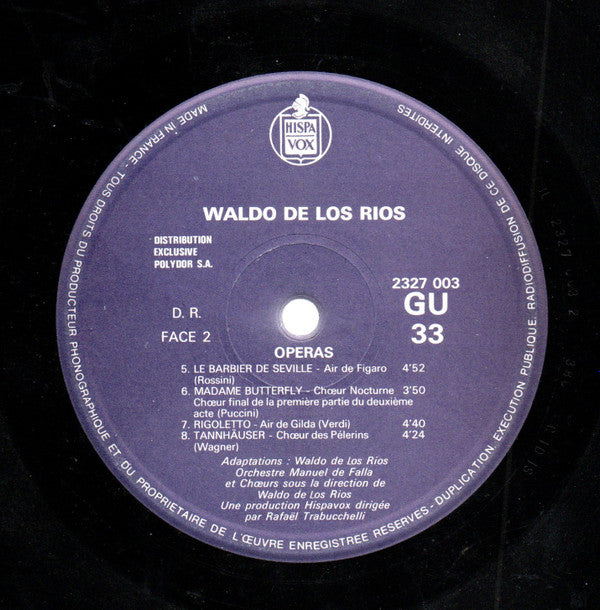 HISPA
VOX
MADE IN FRANCE - TOUS DROITS DU PRODUCTEUR PHONOGRAPHIQUE ET DU PROPRIETAIRE DE L'ŒUVRE ENREGISTREE RESERVES - DUPLICATION, EXECUTION PUBLIQUE, RADIODIFFUSION DE CE DISQUE INTERDITES
WALDO DE LOS RIOS
DISTRIBUTION
EXCLUSIVE
POLYDOR S.A.
2327 003
D. R.
GU
FACE 2
33
OPERAS
5. LE BARBIER DE SEVILLE - Air de Figaro 4'52
(Rossini)
6. MADAME BUTTERFLY - Chœur Nocturne 3'50
Chœur final de la première partie du deuxième
acte (Puccini)
7. RIGOLETTO - Air de Gilda (Verdi) 4'40
8. TANNHÄUSER - Chœur des Pélerins 4'24
(Wagner)
Adaptations : Waldo de Los Rios
Orchestre Manuel de Falla
et Chœurs sous la direction de
Waldo de Los Rios
Une production Hispavox dirigée
par Rafaël Trabucchelli